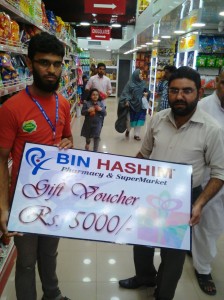 BIN HASHIM
Pharmacy & SuperMarket
Gift Voucher
Rs. 5000/-